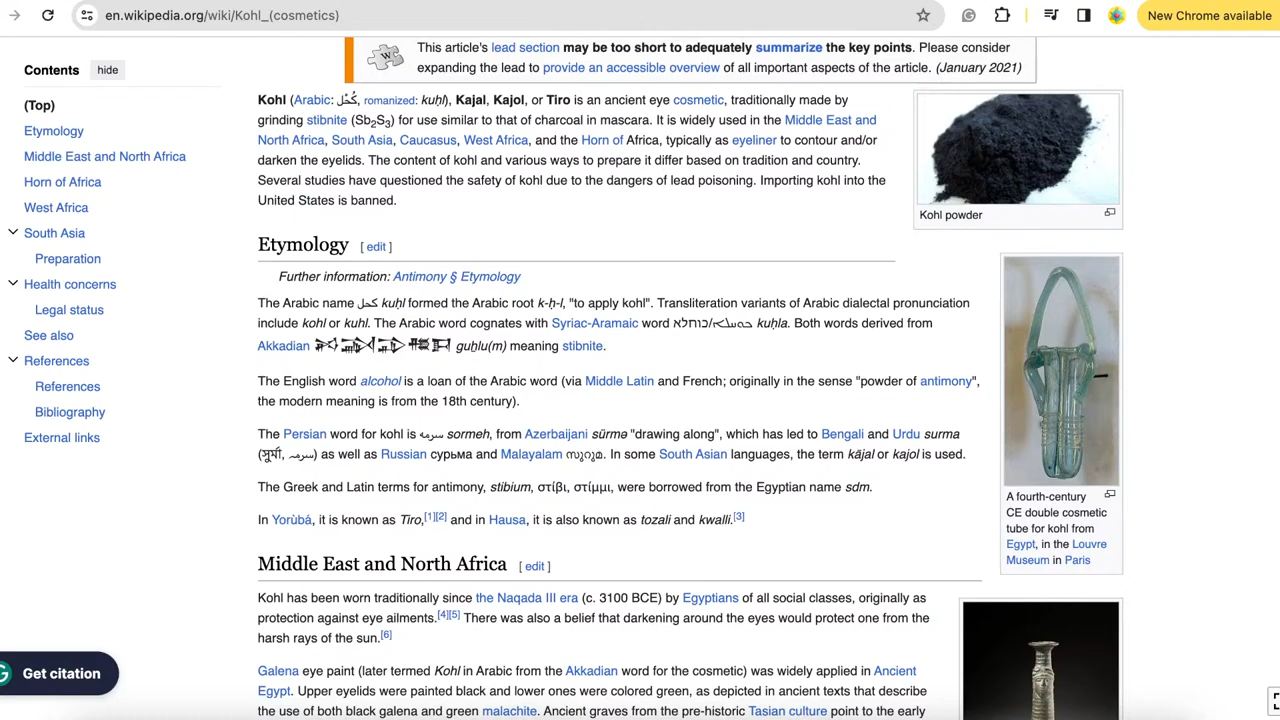 en.wikipedia.org/wiki/Kohl_(cosmetics)
New Chrome available
This article's lead section may be too short to adequately summarize the key points. Please consider
expanding the lead to provide an accessible overview of all important aspects of the article. (January 2021)
Contents
hide
(Top)
Etymology
Middle East and North Africa
Horn of Africa
West Africa
South Asia
Preparation
Health concerns
Legal status
See also
References
References
Bibliography
External links
Kohl (Arabic: كُحْل, romanized: kuḥl), Kajal, Kajol, or Tiro is an ancient eye cosmetic, traditionally made by
grinding stibnite (Sb₂S₃) for use similar to that of charcoal in mascara. It is widely used in the Middle East and
North Africa, South Asia, Caucasus, West Africa, and the Horn of Africa, typically as eyeliner to contour and/or
darken the eyelids. The content of kohl and various ways to prepare it differ based on tradition and country.
Several studies have questioned the safety of kohl due to the dangers of lead poisoning. Importing kohl into the
United States is banned.
Kohl powder
Etymology [ edit ]
Further information: Antimony § Etymology
The Arabic name كحل kuḥl formed the Arabic root k-ḥ-l, "to apply kohl". Transliteration variants of Arabic dialectal pronunciation
include kohl or kuhl. The Arabic word cognates with Syriac-Aramaic word כוחלא/ kuḥla. Both words derived from
Akkadian guḫlu(m) meaning stibnite.
The English word alcohol is a loan of the Arabic word (via Middle Latin and French; originally in the sense "powder of antimony",
the modern meaning is from the 18th century).
The Persian word for kohl is سرمه sormeh, from Azerbaijani sürmə "drawing along", which has led to Bengali and Urdu surma
(সুর্মা, سرمہ) as well as Russian сурьма and Malayalam സുറുമ. In some South Asian languages, the term kājal or kajol is used.
The Greek and Latin terms for antimony, stibium, στίβι, στίμμι, were borrowed from the Egyptian name sdm.
In Yorùbá, it is known as Tiro,[1][2] and in Hausa, it is also known as tozali and kwalli.[3]
A fourth-century
CE double cosmetic
tube for kohl from
Egypt, in the Louvre
Museum in Paris
Middle East and North Africa [ edit ]
Kohl has been worn traditionally since the Naqada III era (c. 3100 BCE) by Egyptians of all social classes, originally as
protection against eye ailments.[4][5] There was also a belief that darkening around the eyes would protect one from the
harsh rays of the sun.[6]
Galena eye paint (later termed Kohl in Arabic from the Akkadian word for the cosmetic) was widely applied in Ancient
Egypt. Upper eyelids were painted black and lower ones were colored green, as depicted in ancient texts that describe
the use of both black galena and green malachite. Ancient graves from the pre-historic Tasian culture point to the early
Get citation